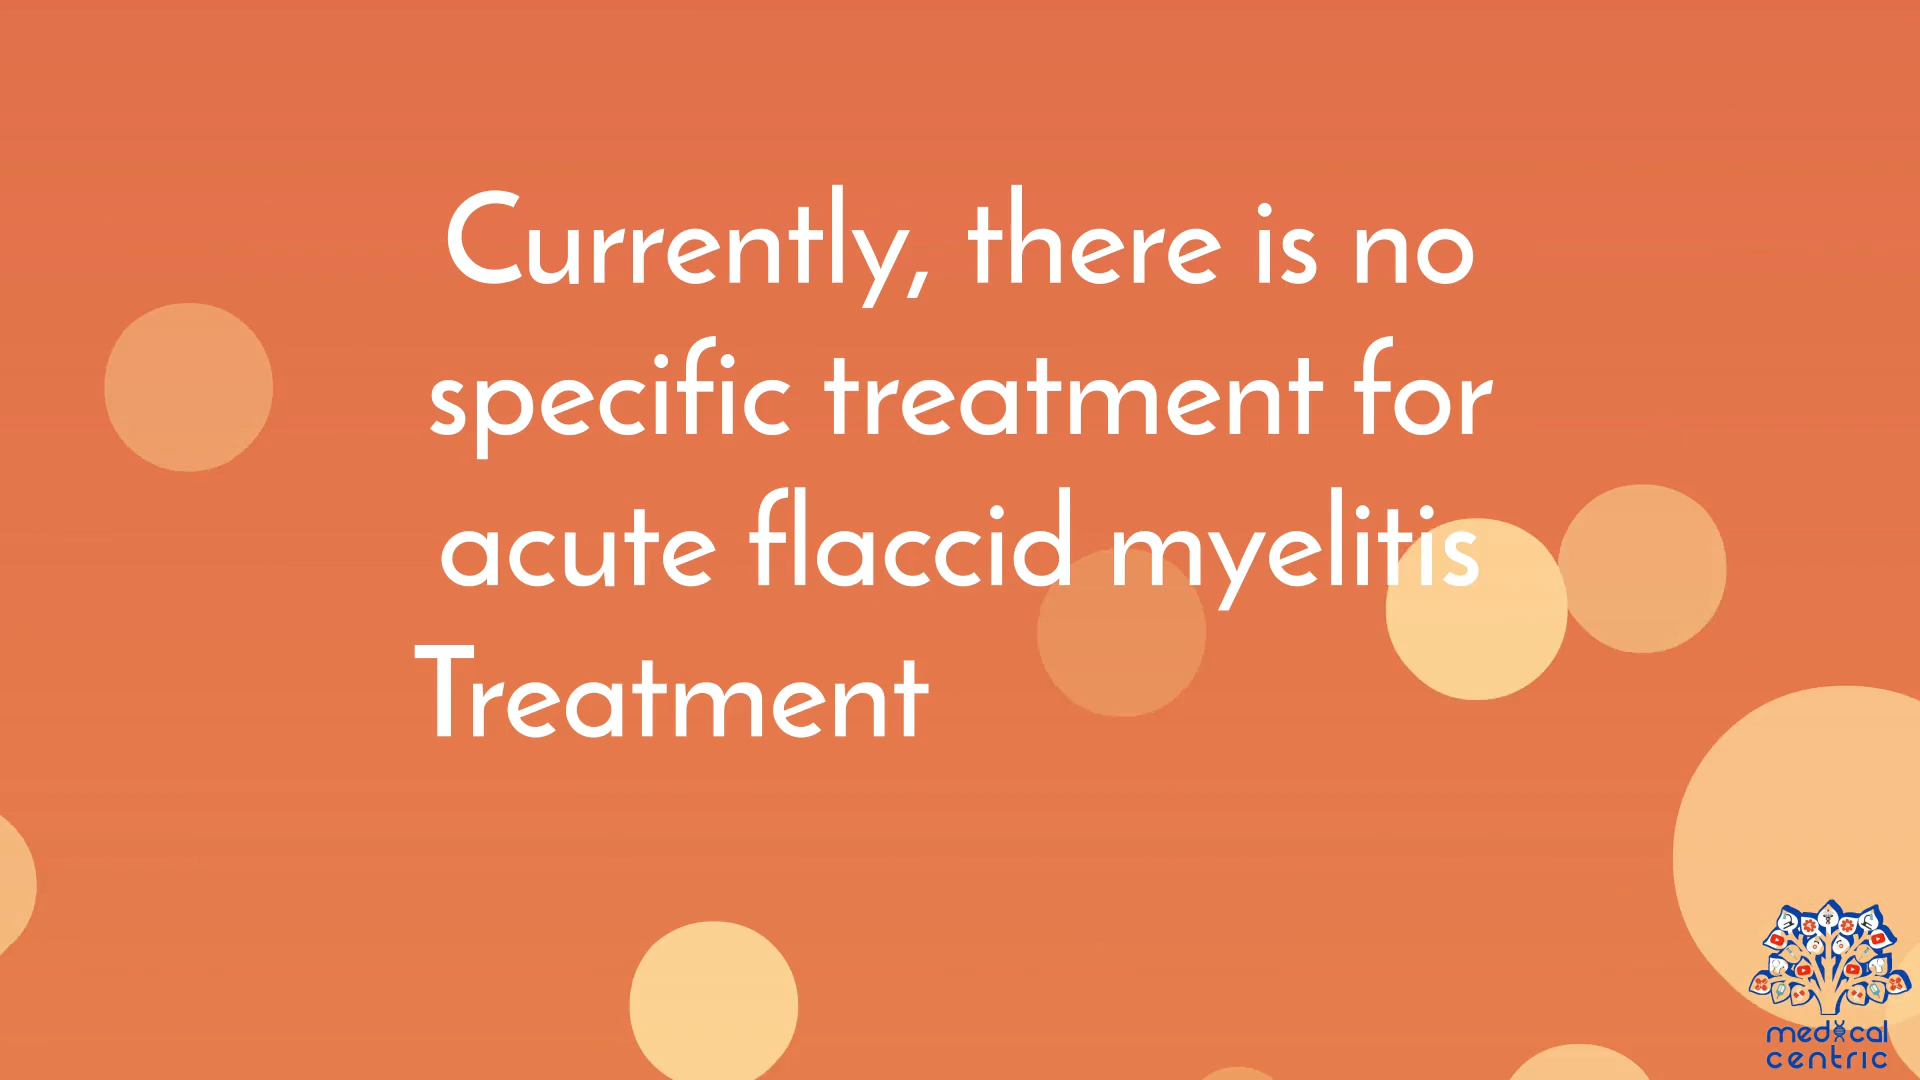 Currently, there is no
specific treatment for
acute flaccid myelitis
Treatment
medical
centric